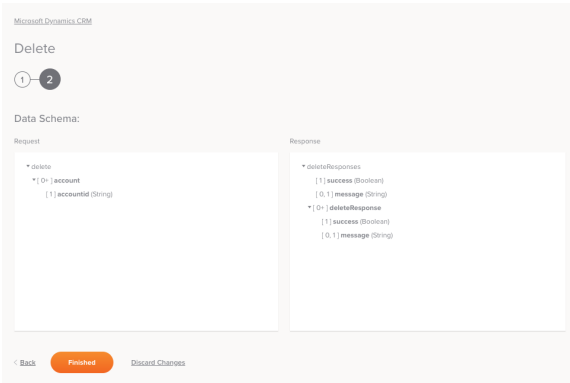 Microsoft Dynamics CRM
Delete
1 2
Data Schema:
Request
Response
delete
[ 0+ ] account
[ 1 ] accountid (String)
deleteResponses
[ 1 ] success (Boolean)
[ 0, 1 ] message (String)
[ 0+ ] deleteResponse
[ 1 ] success (Boolean)
[ 0, 1 ] message (String)
< Back
Finished
Discard Changes